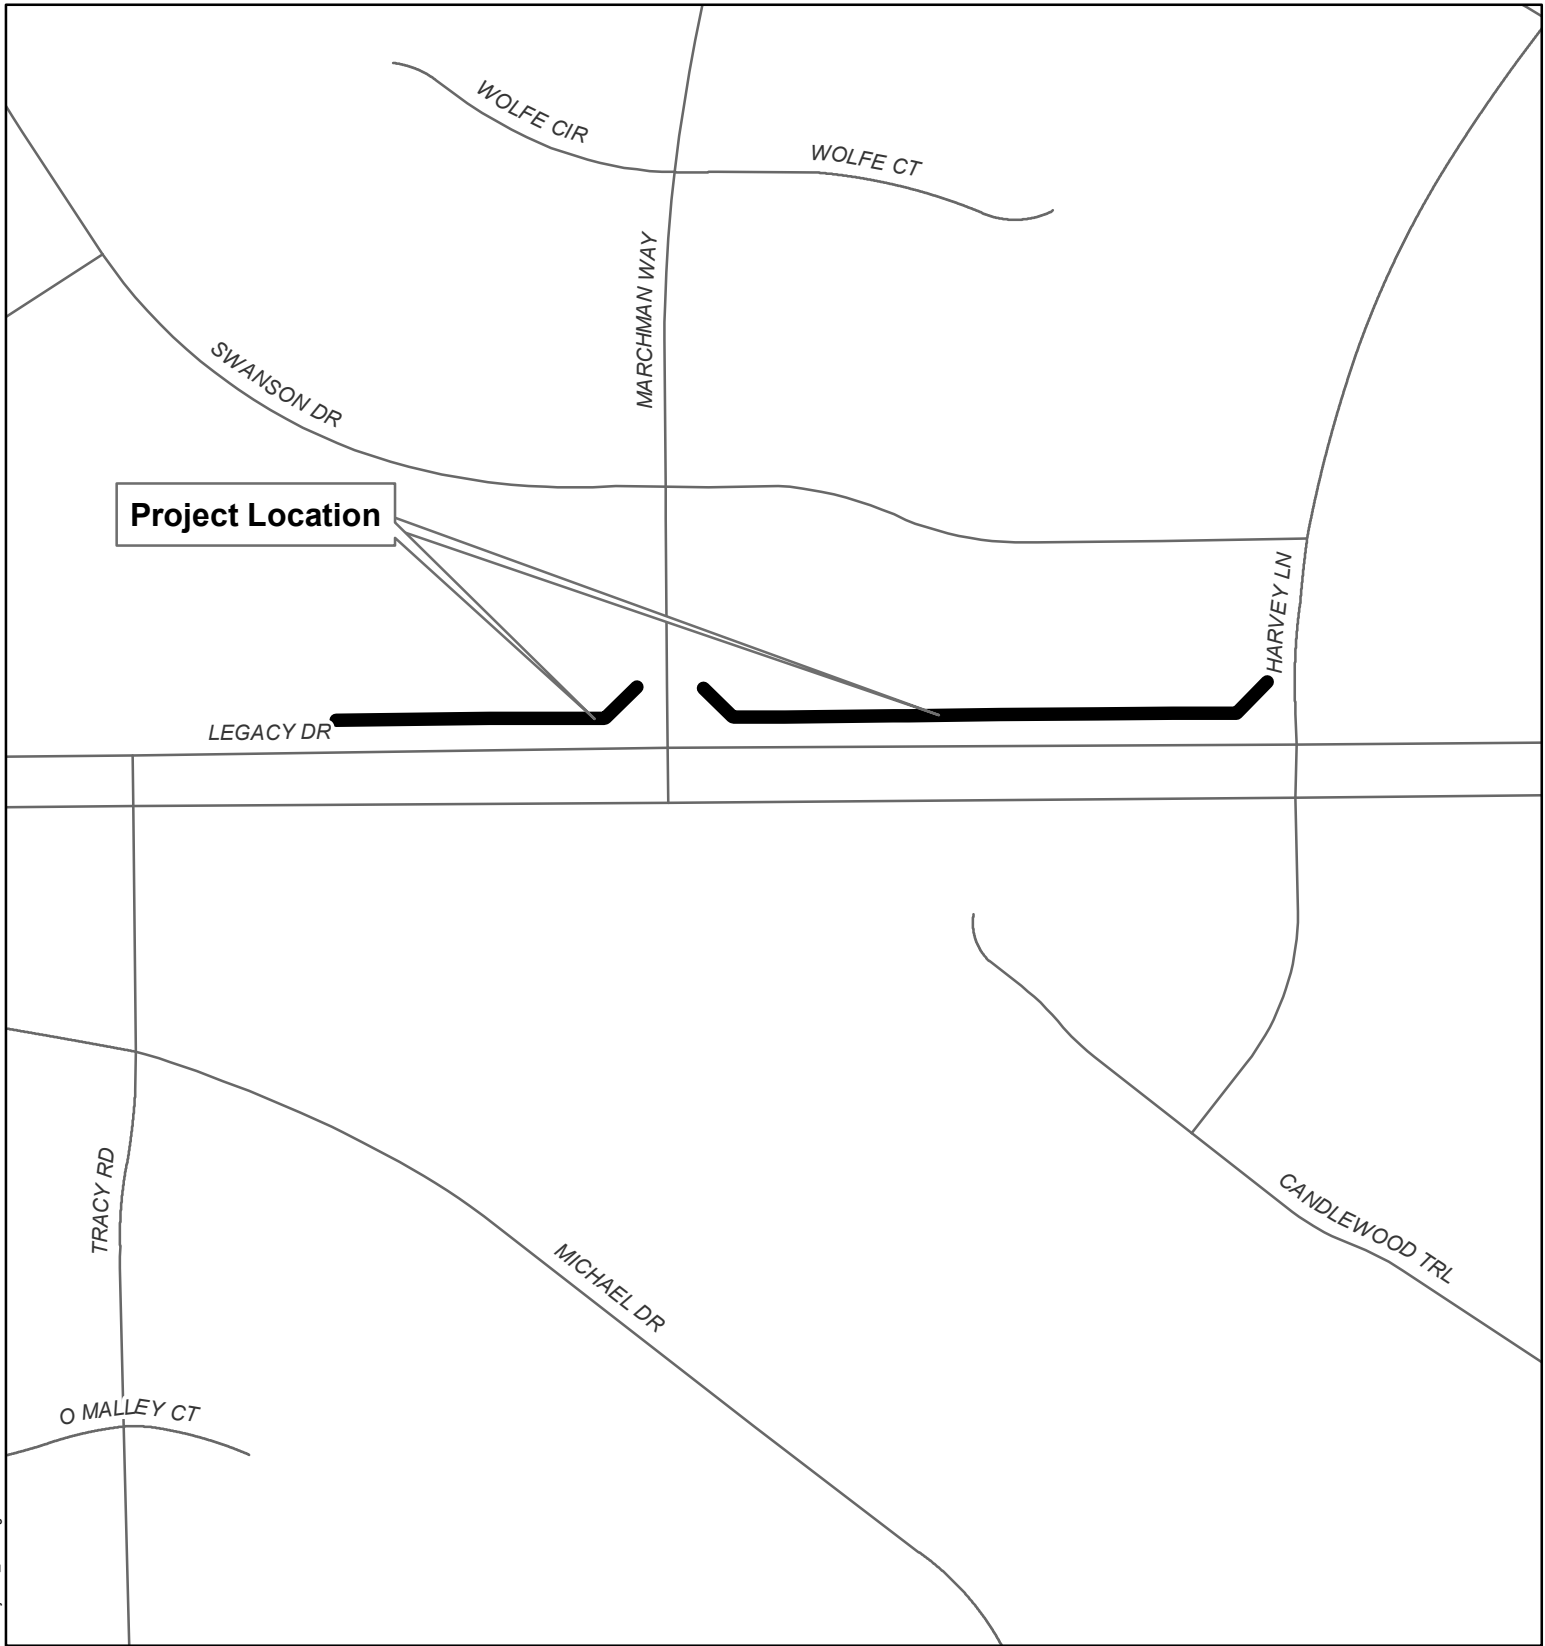 WOLFE CIR
WOLFE CT
MARCHMAN WAY
SWANSON DR
Project Location
HARVEY LN
LEGACY DR
TRACY RD
CANDLEWOOD TRL
MICHAEL DR
O MALLEY CT